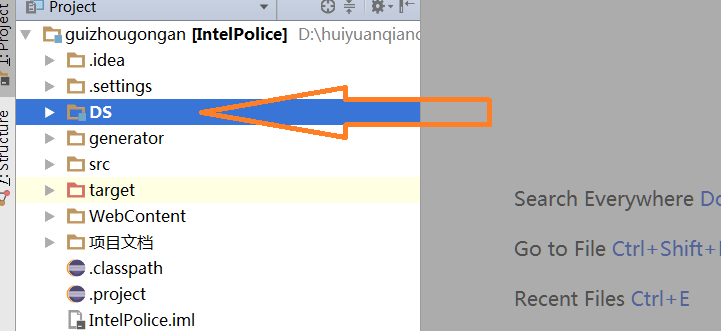 Project
1: Project
guizhougongan [IntelPolice] D:\huiyuanqianc
.idea
.settings
DS
generator
src
target
WebContent
项目文档
.classpath
.project
IntelPolice.iml
7: Structure
Search Everywhere Do
Go to File Ctrl+Shift+
Recent Files Ctrl+E